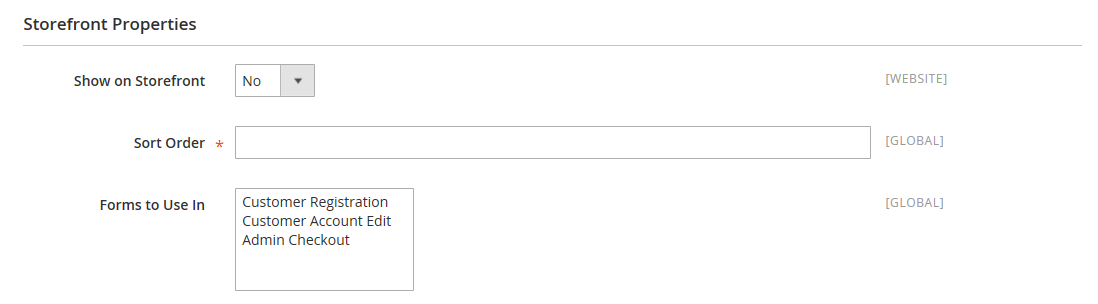 Storefront Properties
Show on Storefront No [WEBSITE]
Sort Order * [GLOBAL]
Forms to Use In Customer Registration [GLOBAL]
Customer Account Edit
Admin Checkout